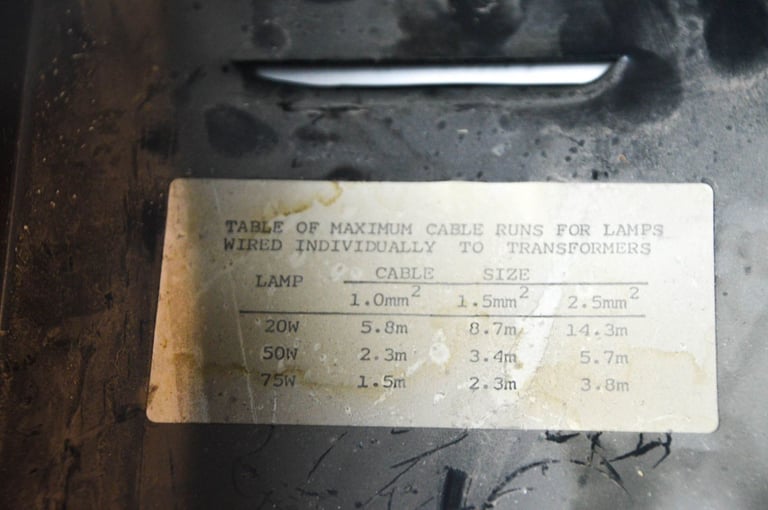 TABLE OF MAXIMUM CABLE RUNS FOR LAMPS
WIRED INDIVIDUALLY TO TRANSFORMERS
LAMP CABLE SIZE
1.0mm² 1.5mm² 2.5mm²
20W 5.8m 8.7m 14.3m
50W 2.3m 3.4m 5.7m
75W 1.5m 2.3m 3.8m